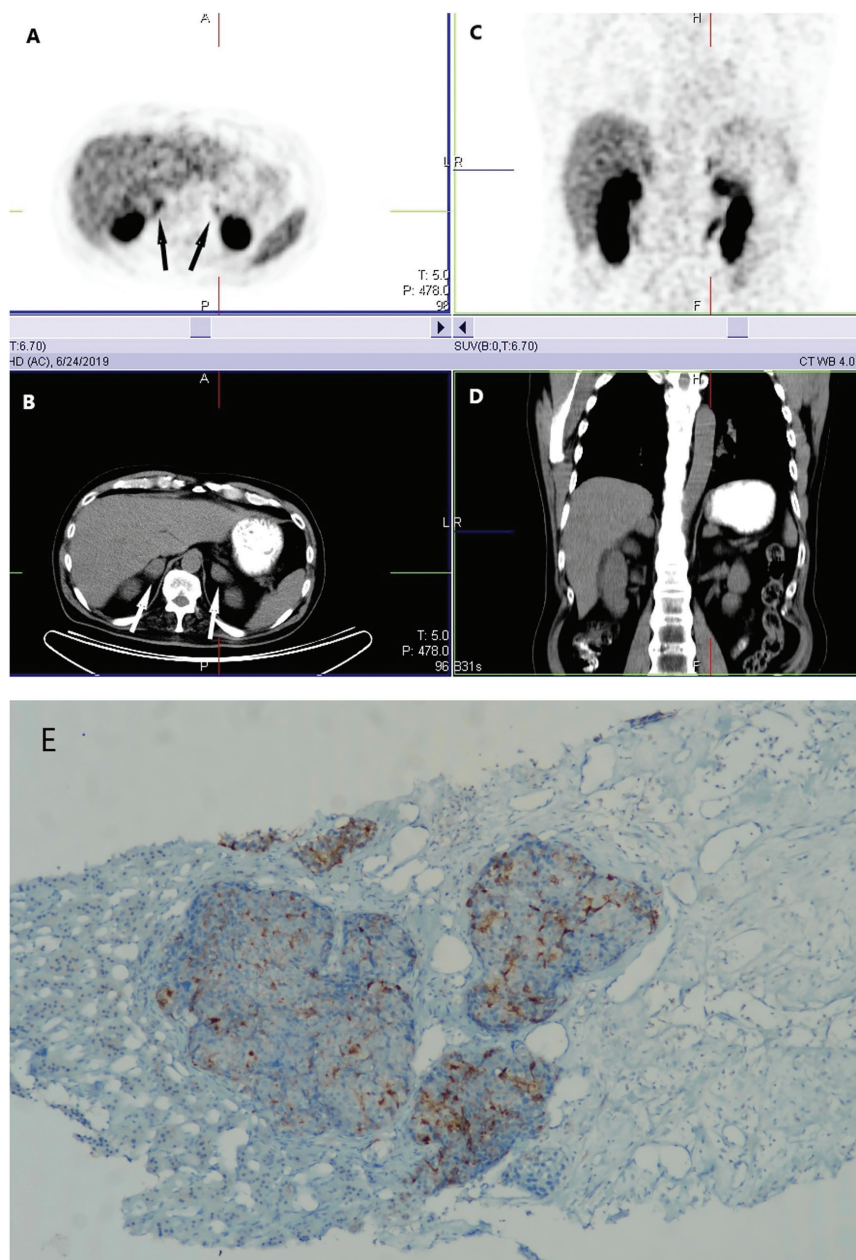 A
A
L
T: 5.0
P: 478.0
96
P
C
H
R
F
T:6.70)
SUV(B:0,T:6.70)
HD (AC), 6/24/2019
CT WB 4.0
B
A
L
T: 5.0
P: 478.0
96
P
D
H
R
B31s
F
E